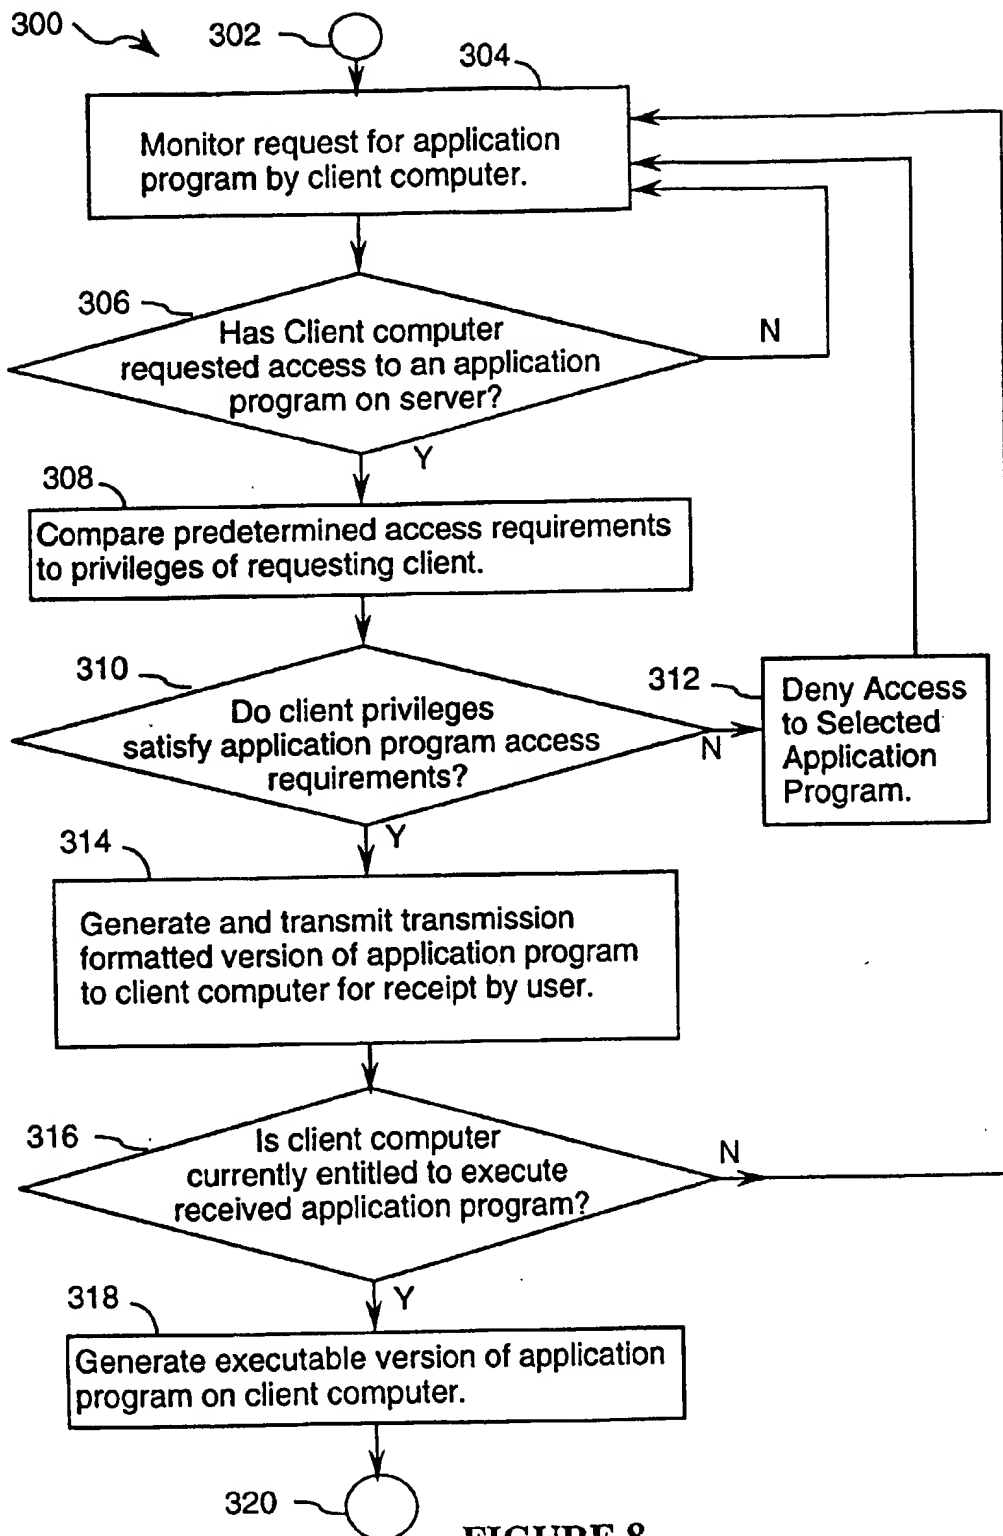 300
302
304
Monitor request for application
program by client computer.
306
Has Client computer
requested access to an application
program on server?
N
Y
308
Compare predetermined access requirements
to privileges of requesting client.
310
Do client privileges
satisfy application program access
requirements?
N
312
Deny Access
to Selected
Application
Program.
Y
314
Generate and transmit transmission
formatted version of application program
to client computer for receipt by user.
316
Is client computer
currently entitled to execute
received application program?
N
Y
318
Generate executable version of application
program on client computer.
320
FIGURE 8